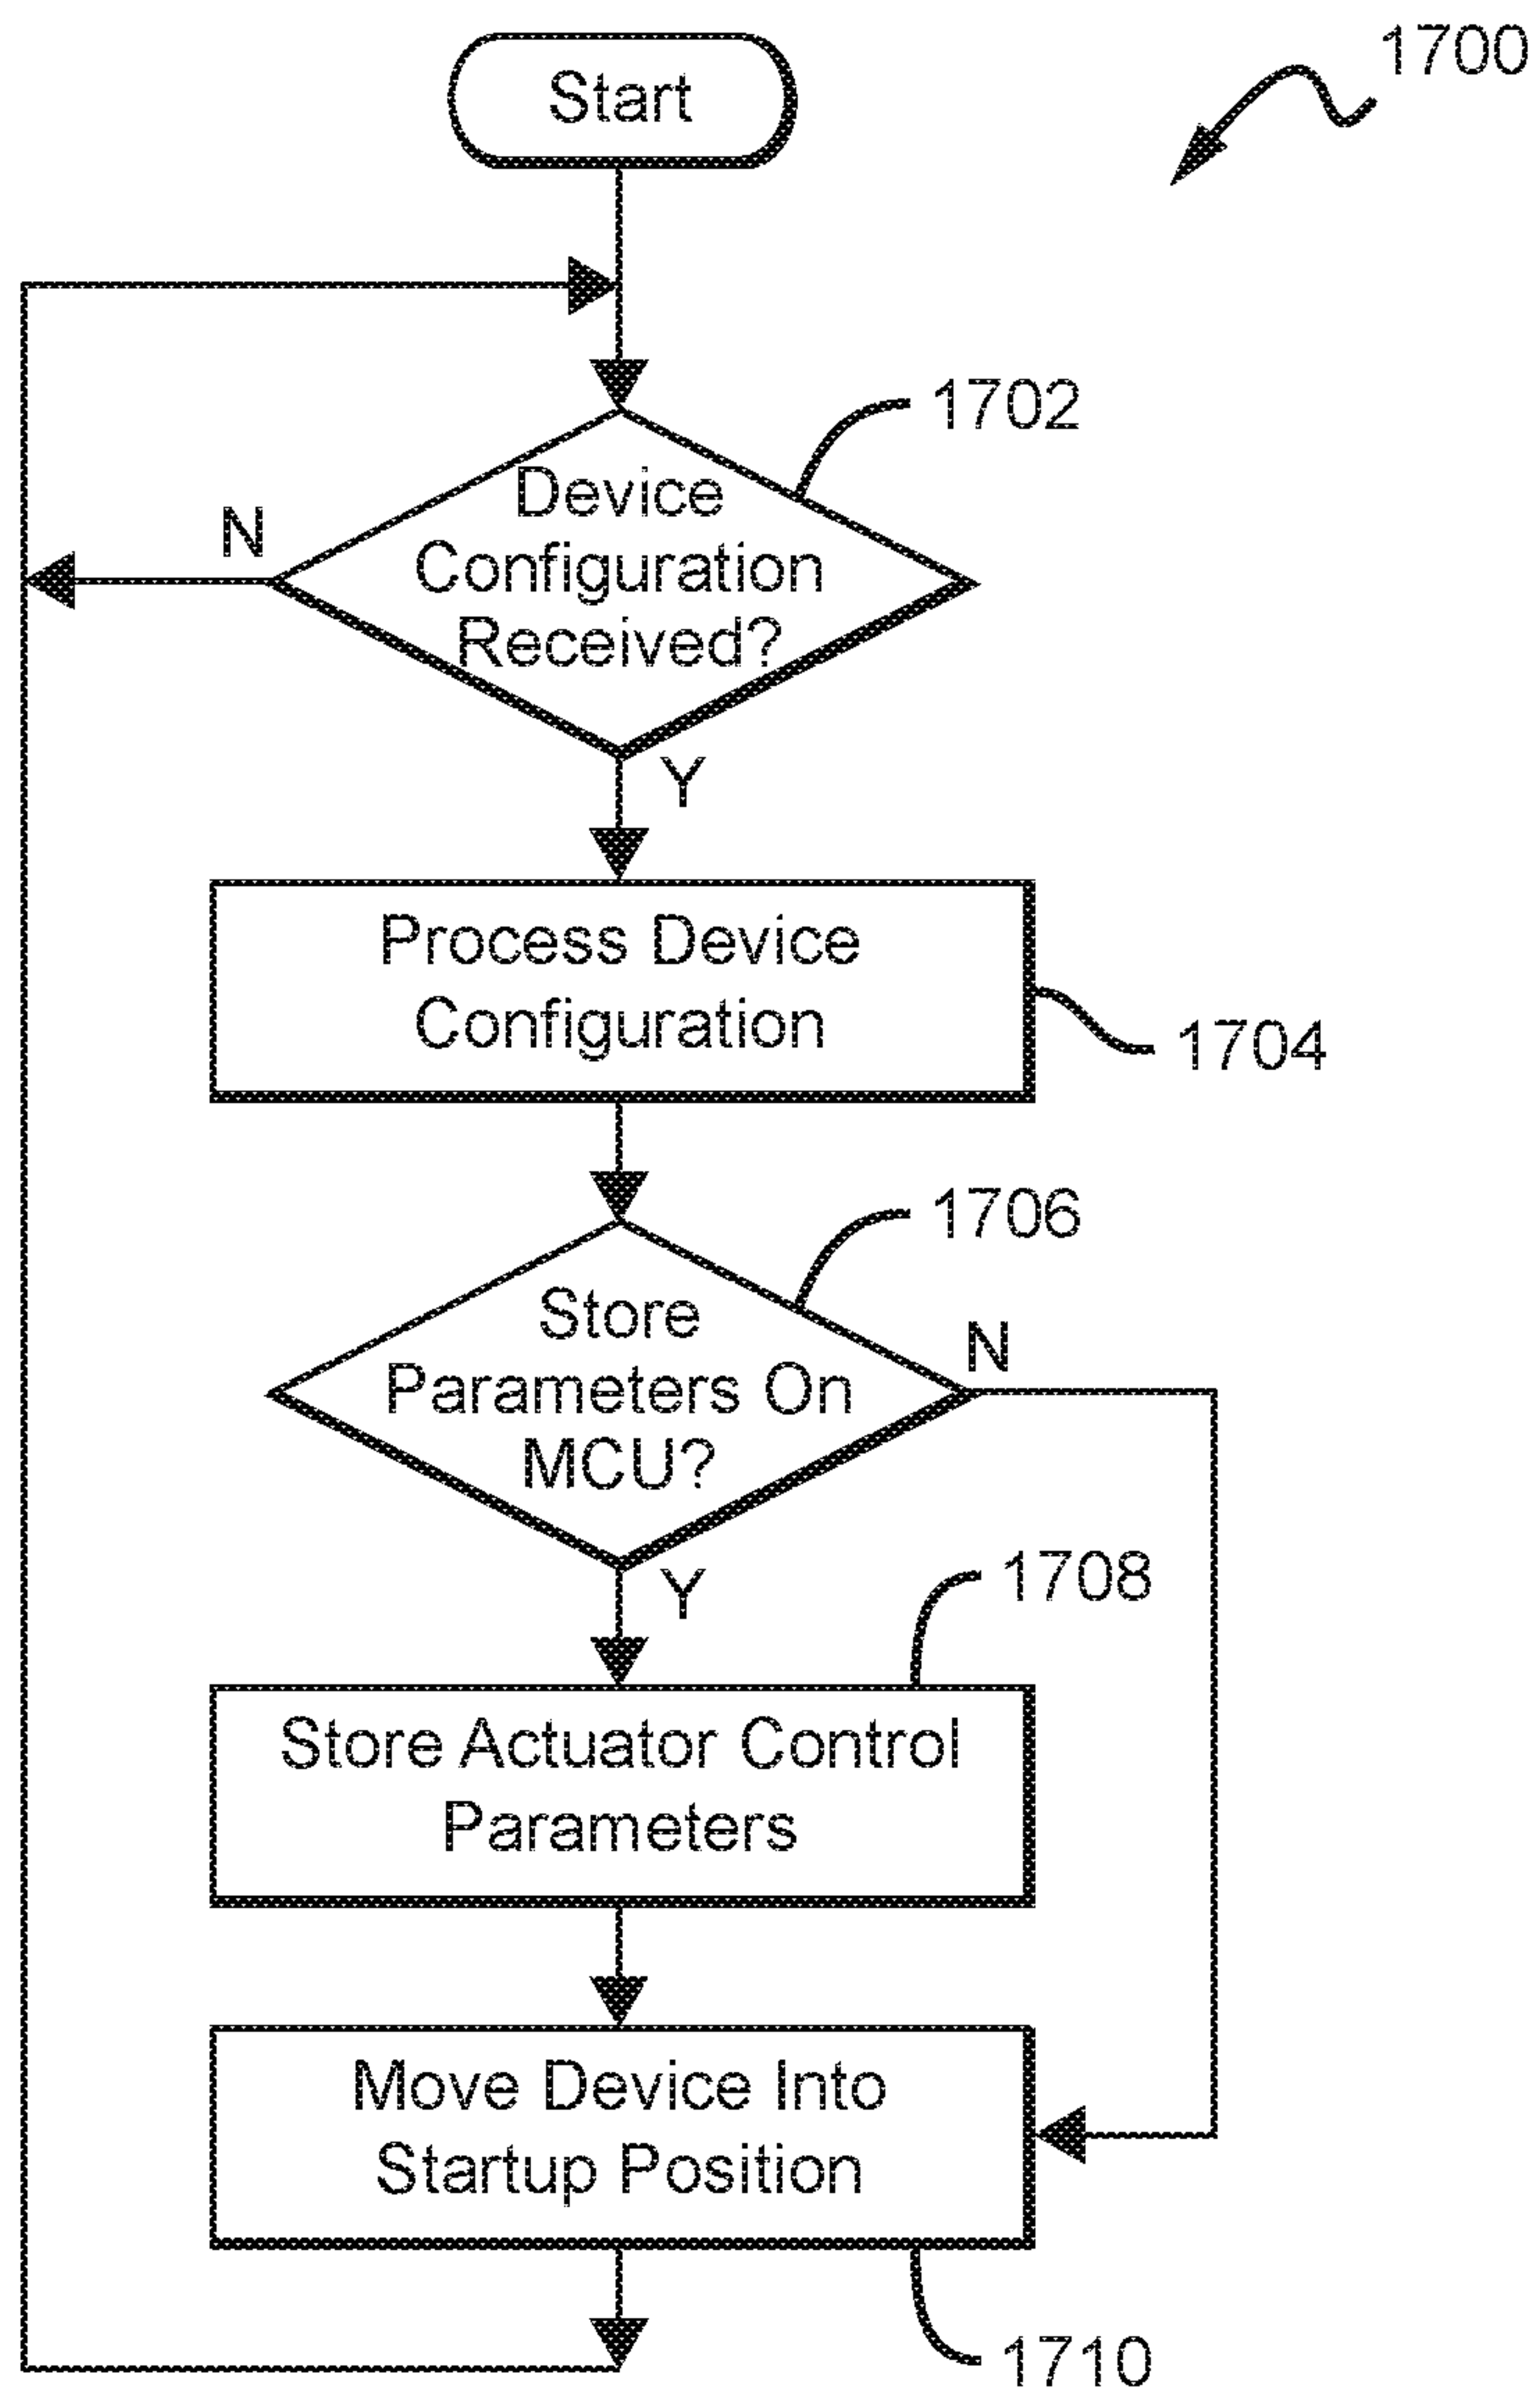 1700
Start
1702
Device
Configuration
Received?
N
Y
Process Device
Configuration
1704
1706
Store
Parameters On
MCU?
N
Y
1708
Store Actuator Control
Parameters
Move Device Into
Startup Position
1710